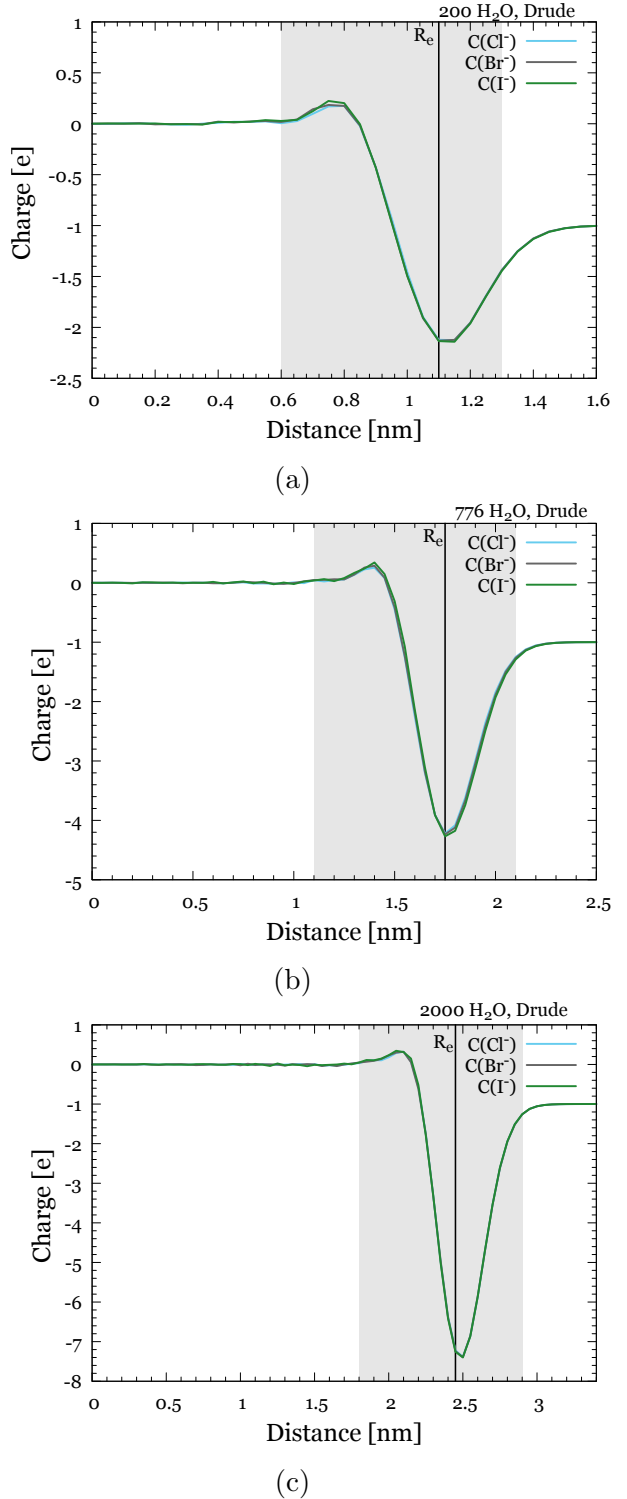 200 H₂O, Drude
Rₑ
C(Cl⁻)
C(Br⁻)
C(I⁻)
1
0.5
0
-0.5
-1
-1.5
-2
-2.5
Charge [e]
0 0.2 0.4 0.6 0.8 1 1.2 1.4 1.6
Distance [nm]
(a)
776 H₂O, Drude
Rₑ
C(Cl⁻)
C(Br⁻)
C(I⁻)
1
0
-1
-2
-3
-4
-5
Charge [e]
0 0.5 1 1.5 2 2.5
Distance [nm]
(b)
2000 H₂O, Drude
Rₑ
C(Cl⁻)
C(Br⁻)
C(I⁻)
1
0
-1
-2
-3
-4
-5
-6
-7
-8
Charge [e]
0 0.5 1 1.5 2 2.5 3
Distance [nm]
(c)